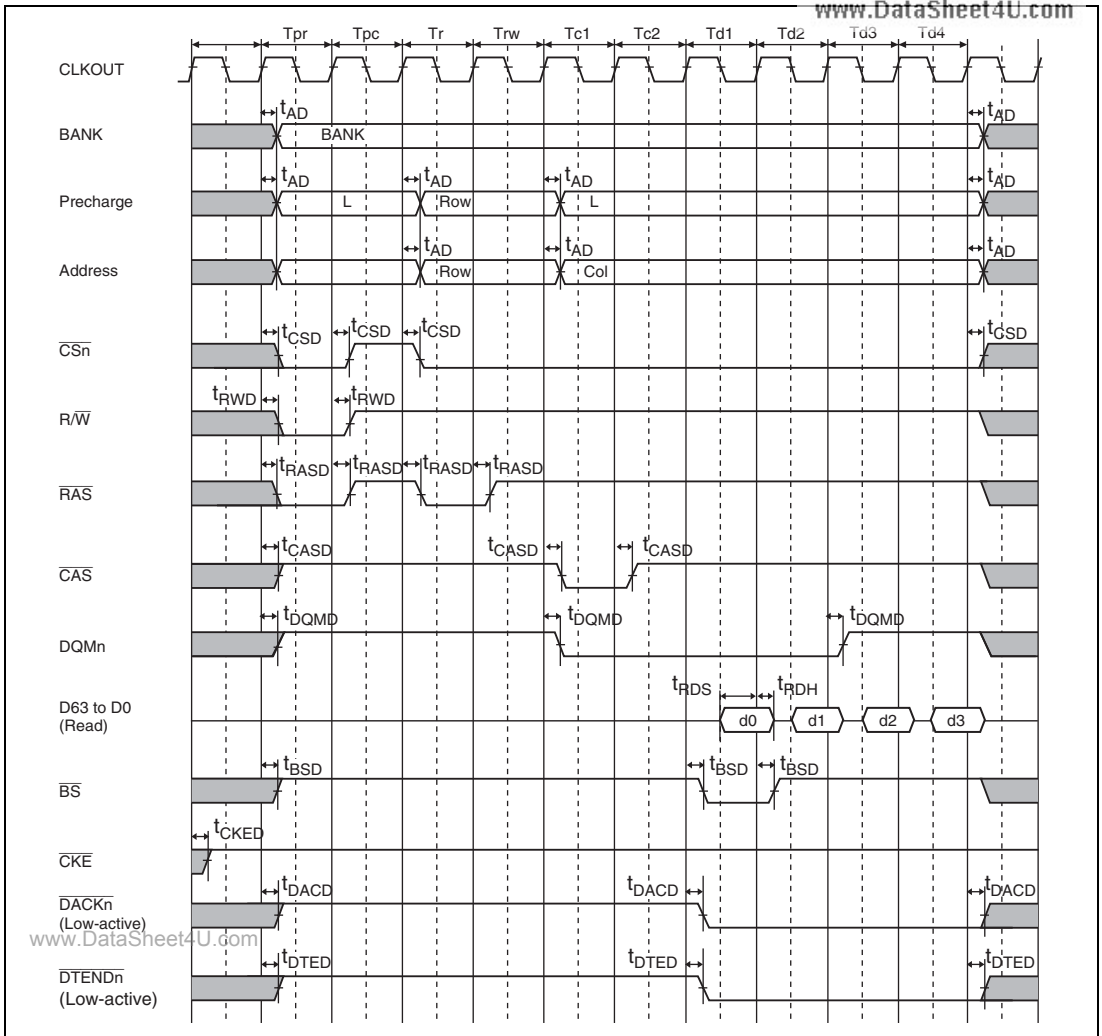 www.DataSheet4U.com
Tpr Tpc Tr Trw Tc1 Tc2 Td1 Td2 Td3 Td4
CLKOUT
tAD tAD
BANK BANK
tAD tAD tAD tAD
Precharge L Row L
tAD tAD tAD
Address Row Col
tCSD tCSD tCSD tCSD
CSn
tRWD tRWD
R/W
tRASD tRASD tRASD tRASD
RAS
tCASD tCASD tCASD
CAS
tDQMD tDQMD tDQMD
DQMn
tRDS tRDH
D63 to D0
(Read) d0 d1 d2 d3
tBSD tBSD tBSD
BS
tCKED
CKE
tDACD tDACD tDACD
DACKn
(Low-active)
www.DataSheet4U.com
tDTED tDTED tDTED
DTENDn
(Low-active)